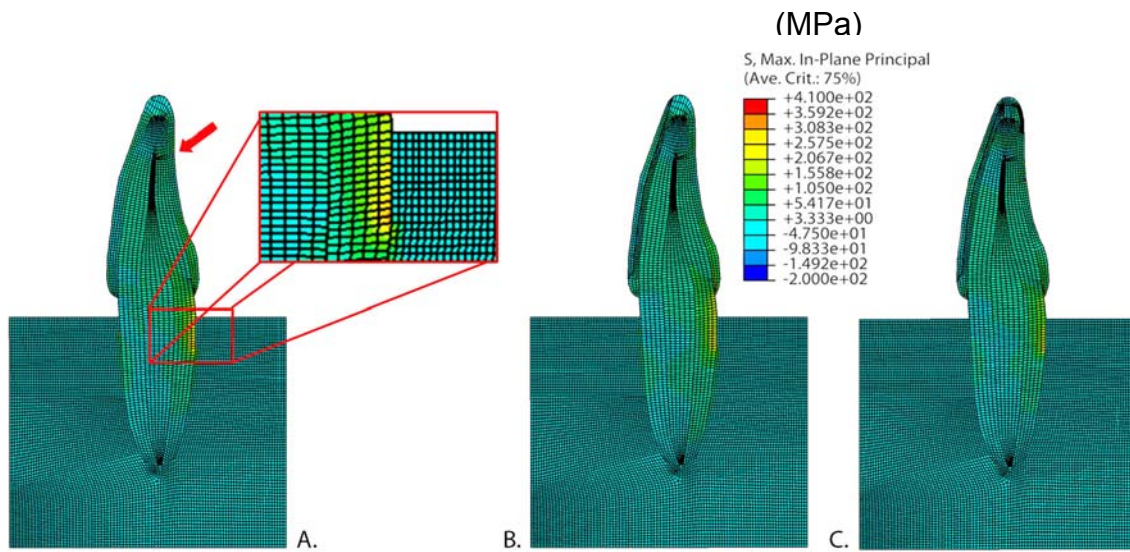 (MPa)
S, Max. In-Plane Principal
(Ave. Crit.: 75%)
+4.100e+02
+3.592e+02
+3.083e+02
+2.575e+02
+2.067e+02
+1.558e+02
+1.050e+02
+5.417e+01
+3.333e+00
-4.750e+01
-9.833e+01
-1.492e+02
-2.000e+02
A.
B.
C.